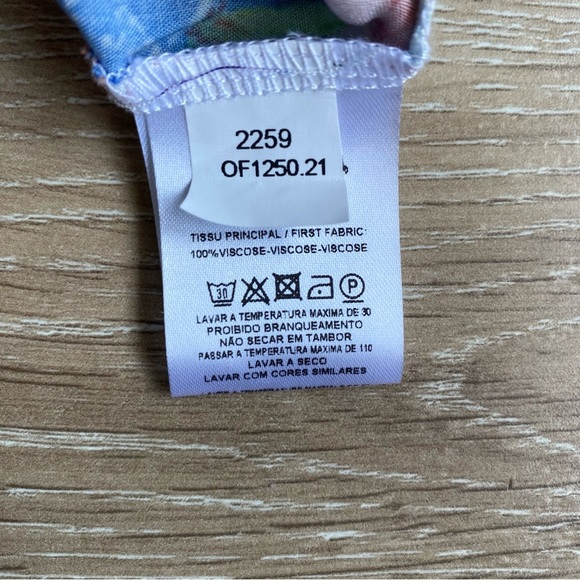 2259
OF1250.21
TISSU PRINCIPAL / FIRST FABRIC:
100%VISCOSE-VISCOSE-VISCOSE
30 P
LAVAR A TEMPERATURA MAXIMA DE 30
PROIBIDO BRANQUEAMENTO
NÃO SECAR EM TAMBOR
PASSAR A TEMPERATURA MAXIMA DE 110
LAVAR A SECO
LAVAR COM CORES SIMILARES